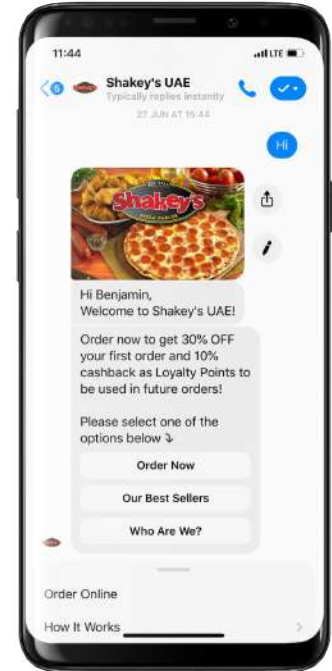 11:44
LTE
5
Shakey's UAE
Typically replies instantly
27 JUN AT 15:44
Hi
Shakey's
PIZZA PARLOR
Hi Benjamin,
Welcome to Shakey's UAE!
Order now to get 30% OFF
your first order and 10%
cashback as Loyalty Points to
be used in future orders!
Please select one of the
options below ⤵
Order Now
Our Best Sellers
Who Are We?
Order Online
How It Works